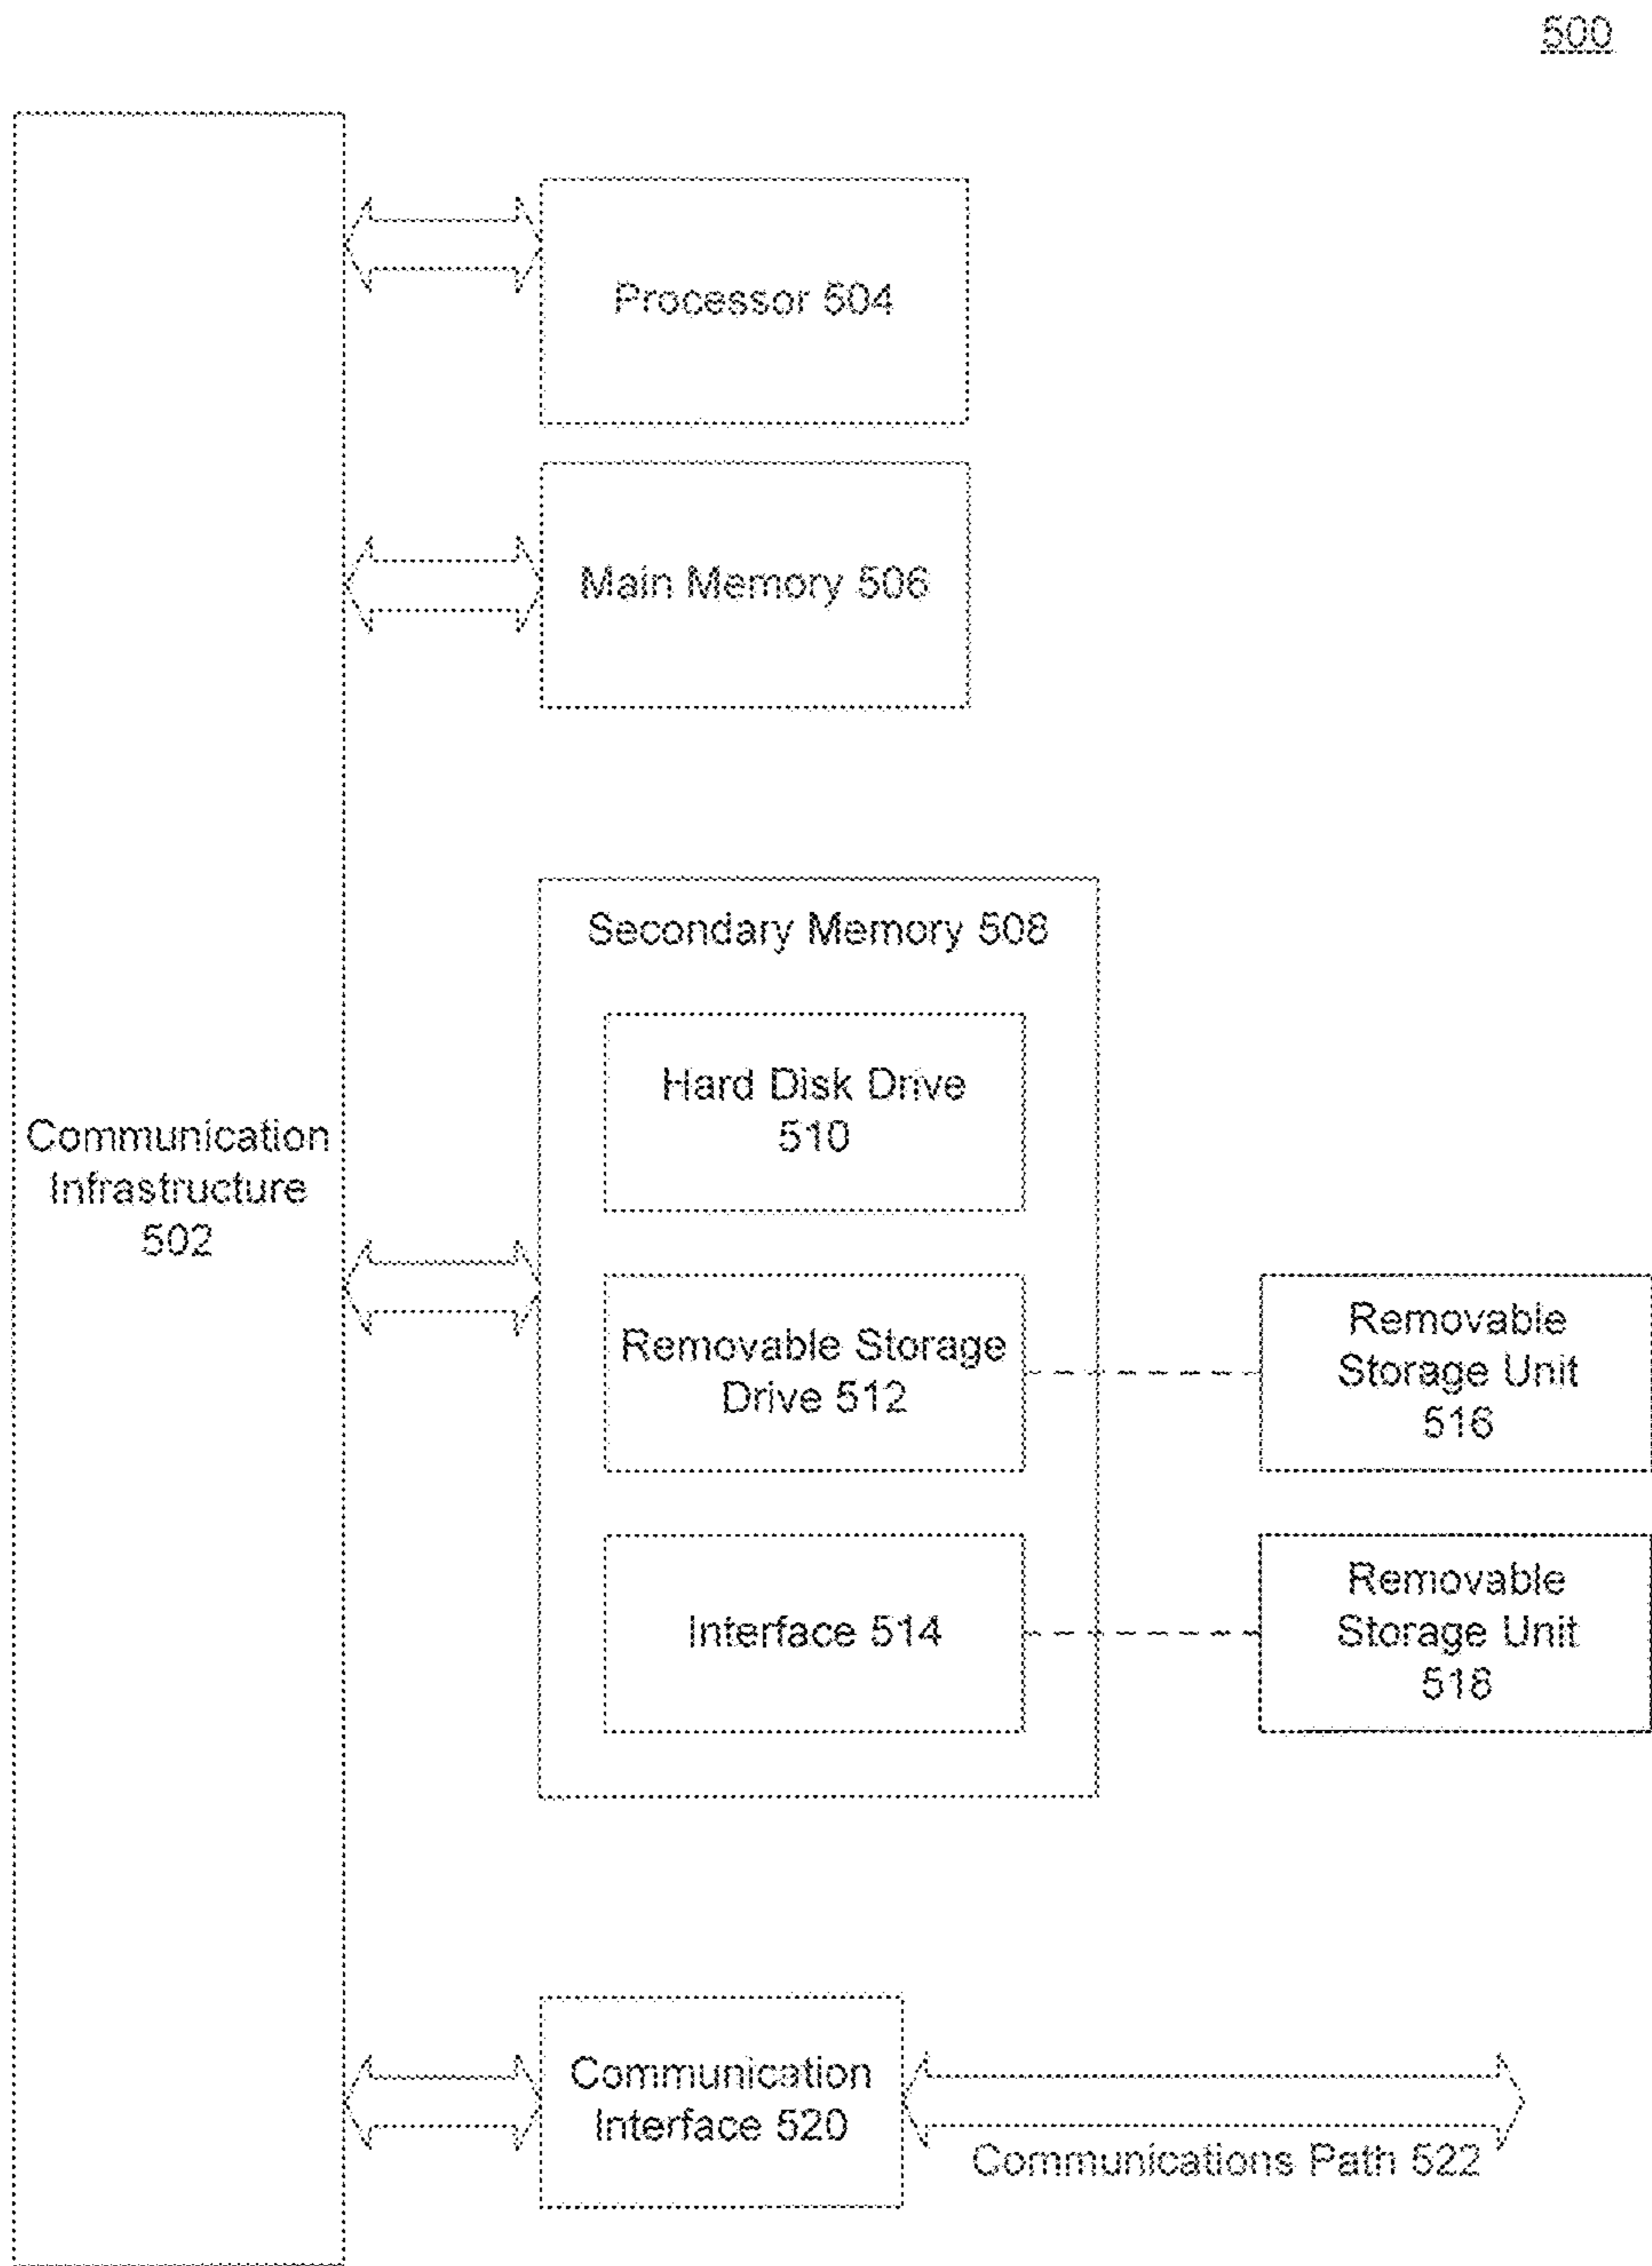 500
Processor 504
Main Memory 506
Secondary Memory 508
Hard Disk Drive
510
Communication
Infrastructure
502
Removable Storage
Drive 512
Removable
Storage Unit
516
Interface 514
Removable
Storage Unit
518
Communication
Interface 520
Communications Path 522